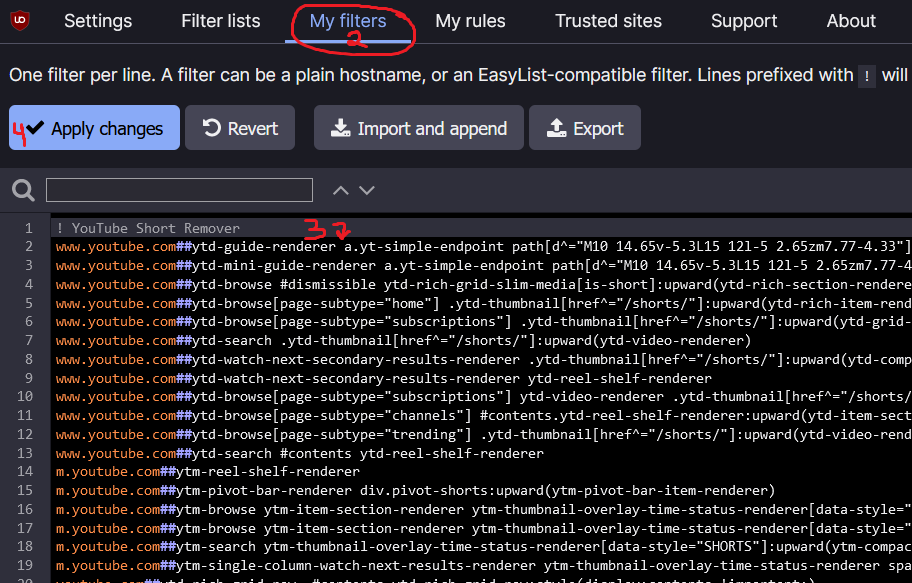 Settings Filter lists My filters My rules Trusted sites Support About
2
One filter per line. A filter can be a plain hostname, or an EasyList-compatible filter. Lines prefixed with ! will
4 Apply changes Revert Import and append Export
3
1 ! YouTube Short Remover
2 www.youtube.com##ytd-guide-renderer a.yt-simple-endpoint path[d^="M10 14.65v-5.3L15 12l-5 2.65zm7.77-4.33"]
3 www.youtube.com##ytd-mini-guide-renderer a.yt-simple-endpoint path[d^="M10 14.65v-5.3L15 12l-5 2.65zm7.77-4
4 www.youtube.com##ytd-browse #dismissible ytd-rich-grid-slim-media[is-short]:upward(ytd-rich-section-rendere
5 www.youtube.com##ytd-browse[page-subtype="home"] .ytd-thumbnail[href^="/shorts/"]:upward(ytd-rich-item-rend
6 www.youtube.com##ytd-browse[page-subtype="subscriptions"] .ytd-thumbnail[href^="/shorts/"]:upward(ytd-grid-
7 www.youtube.com##ytd-search .ytd-thumbnail[href^="/shorts/"]:upward(ytd-video-renderer)
8 www.youtube.com##ytd-watch-next-secondary-results-renderer .ytd-thumbnail[href^="/shorts/"]:upward(ytd-comp
9 www.youtube.com##ytd-watch-next-secondary-results-renderer ytd-reel-shelf-renderer
10 www.youtube.com##ytd-browse[page-subtype="subscriptions"] ytd-video-renderer .ytd-thumbnail[href^="/shorts/
11 www.youtube.com##ytd-browse[page-subtype="channels"] #contents.ytd-reel-shelf-renderer:upward(ytd-item-sect
12 www.youtube.com##ytd-browse[page-subtype="trending"] .ytd-thumbnail[href^="/shorts/"]:upward(ytd-video-rend
13 www.youtube.com##ytd-search #contents ytd-reel-shelf-renderer
14 m.youtube.com##ytm-reel-shelf-renderer
15 m.youtube.com##ytm-pivot-bar-renderer div.pivot-shorts:upward(ytm-pivot-bar-item-renderer)
16 m.youtube.com##ytm-browse ytm-item-section-renderer ytm-thumbnail-overlay-time-status-renderer[data-style="
17 m.youtube.com##ytm-browse ytm-item-section-renderer ytm-thumbnail-overlay-time-status-renderer[data-style="
18 m.youtube.com##ytm-search ytm-thumbnail-overlay-time-status-renderer[data-style="SHORTS"]:upward(ytm-compac
19 m.youtube.com##ytm-single-column-watch-next-results-renderer ytm-thumbnail-overlay-time-status-renderer spa